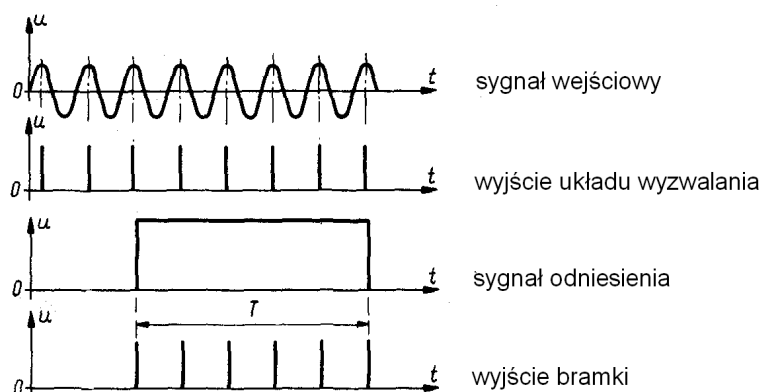 u
0
t
sygnał wejściowy
u
0
t
wyjście układu wyzwalania
u
0
t
sygnał odniesienia
T
u
0
t
wyjście bramki